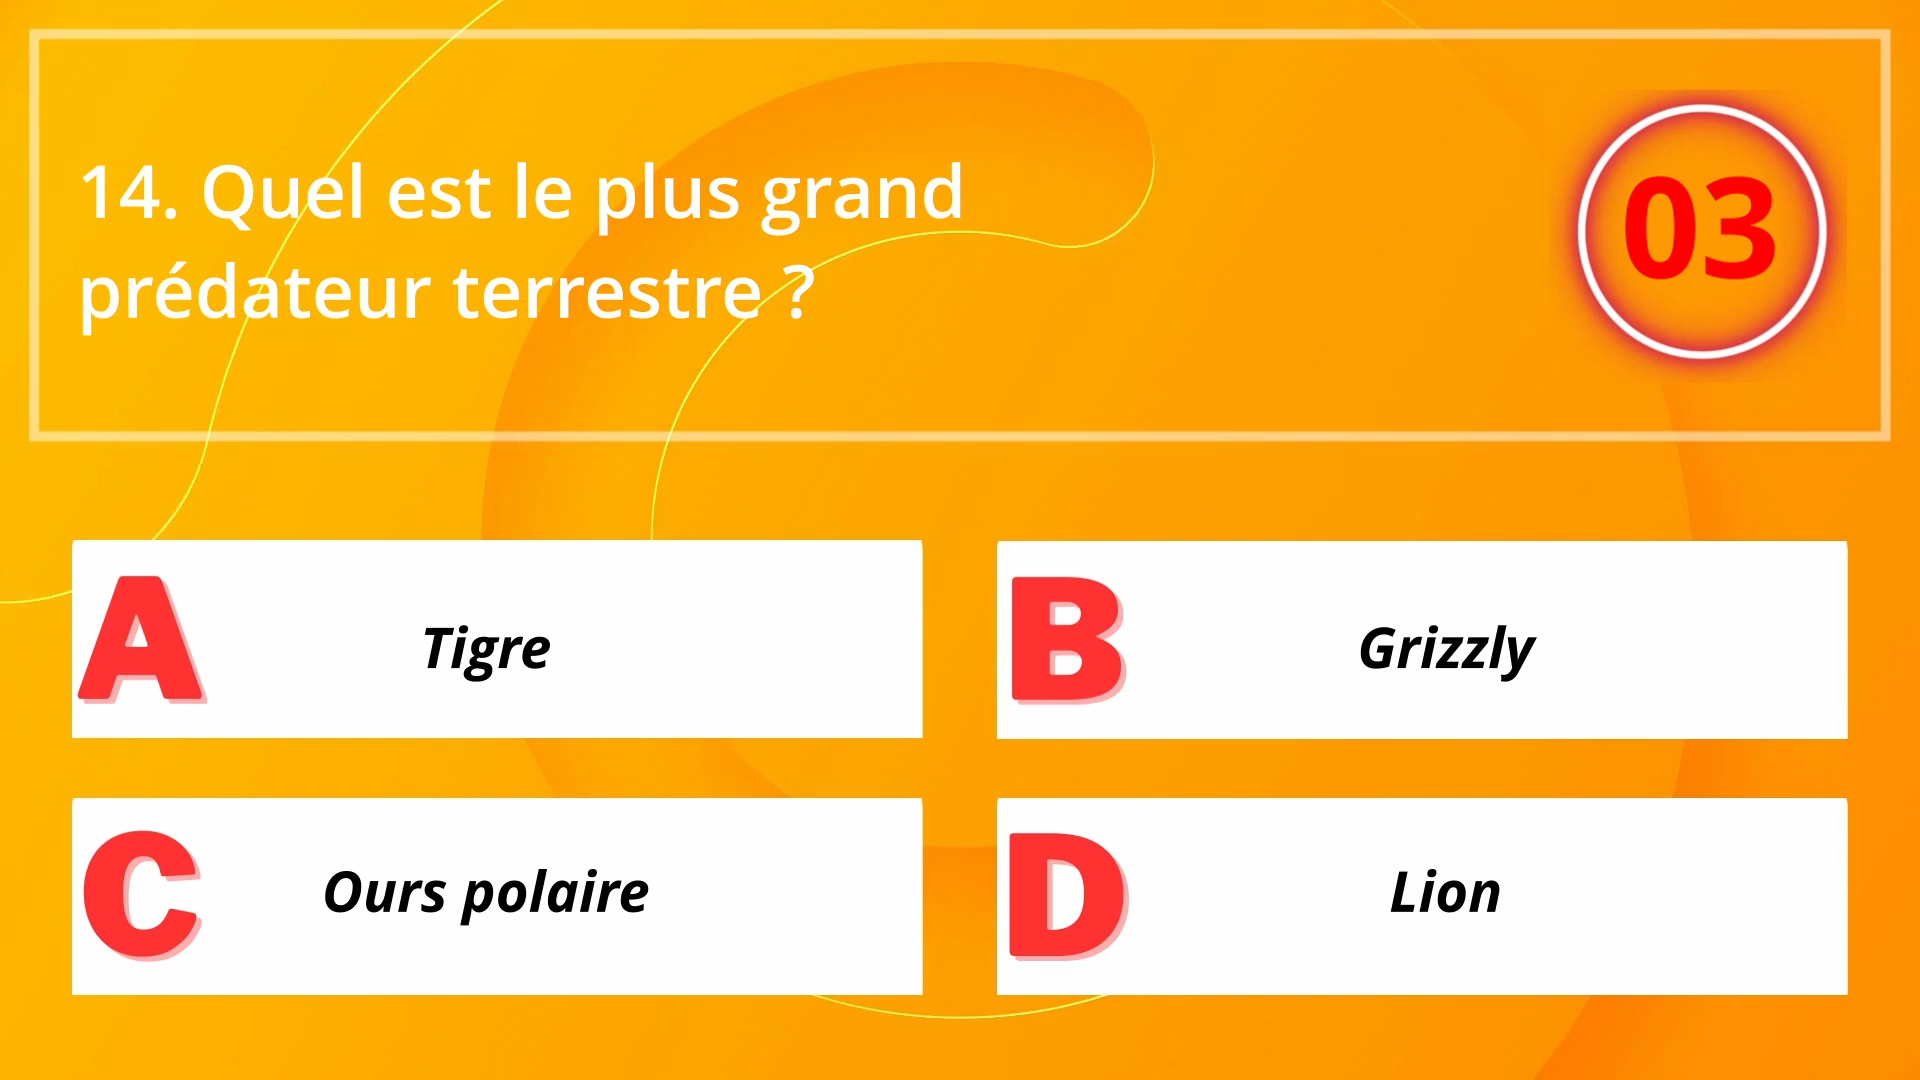 14. Quel est le plus grand
prédateur terrestre ?
03
A
Tigre
B
Grizzly
C
Ours polaire
D
Lion